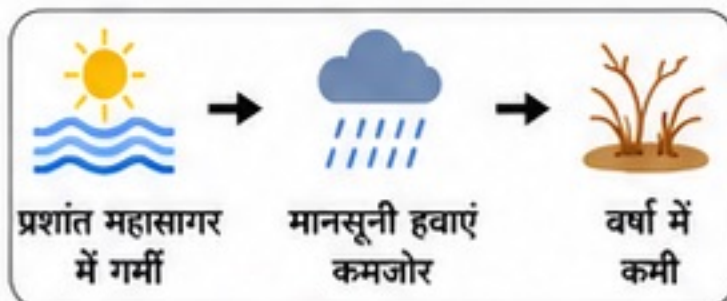 प्रशांत महासागर
में गर्मी
मानसूनी हवाएं
कमजोर
वर्षा में
कमी